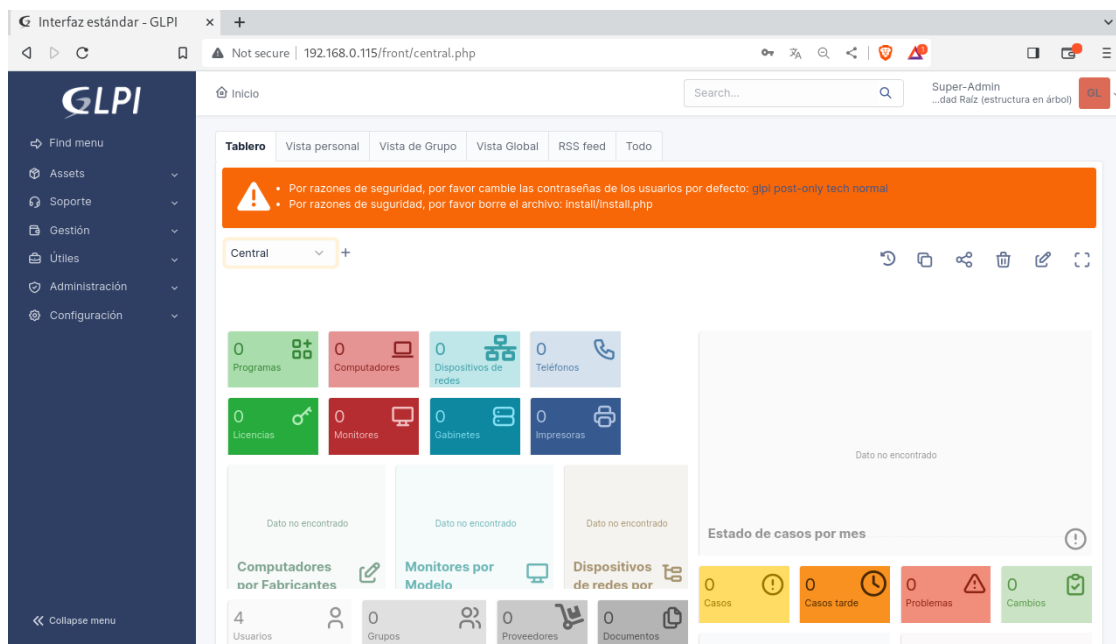 Interfaz estándar - GLPI
Not secure 192.168.0.115/front/central.php
GLPI
Inicio
Search...
Super-Admin
...dad Raíz (estructura en árbol)
GL
Find menu
Assets
Soporte
Gestión
Útiles
Administración
Configuración
Collapse menu
Tablero Vista personal Vista de Grupo Vista Global RSS feed Todo
Por razones de seguridad, por favor cambie las contraseñas de los usuarios por defecto: glpi post-only tech normal
Por razones de suguridad, por favor borre el archivo: install/install.php
Central
0
Programas
0
Computadores
0
Dispositivos de
redes
0
Teléfonos
0
Licencias
0
Monitores
0
Gabinetes
0
Impresoras
Dato no encontrado
Computadores
por Fabricantes
Dato no encontrado
Monitores por
Modelo
Dato no encontrado
Dispositivos
de redes por
Dato no encontrado
Estado de casos por mes
4
Usuarios
0
Grupos
0
Proveedores
0
Documentos
0
Casos
0
Casos tarde
0
Problemas
0
Cambios